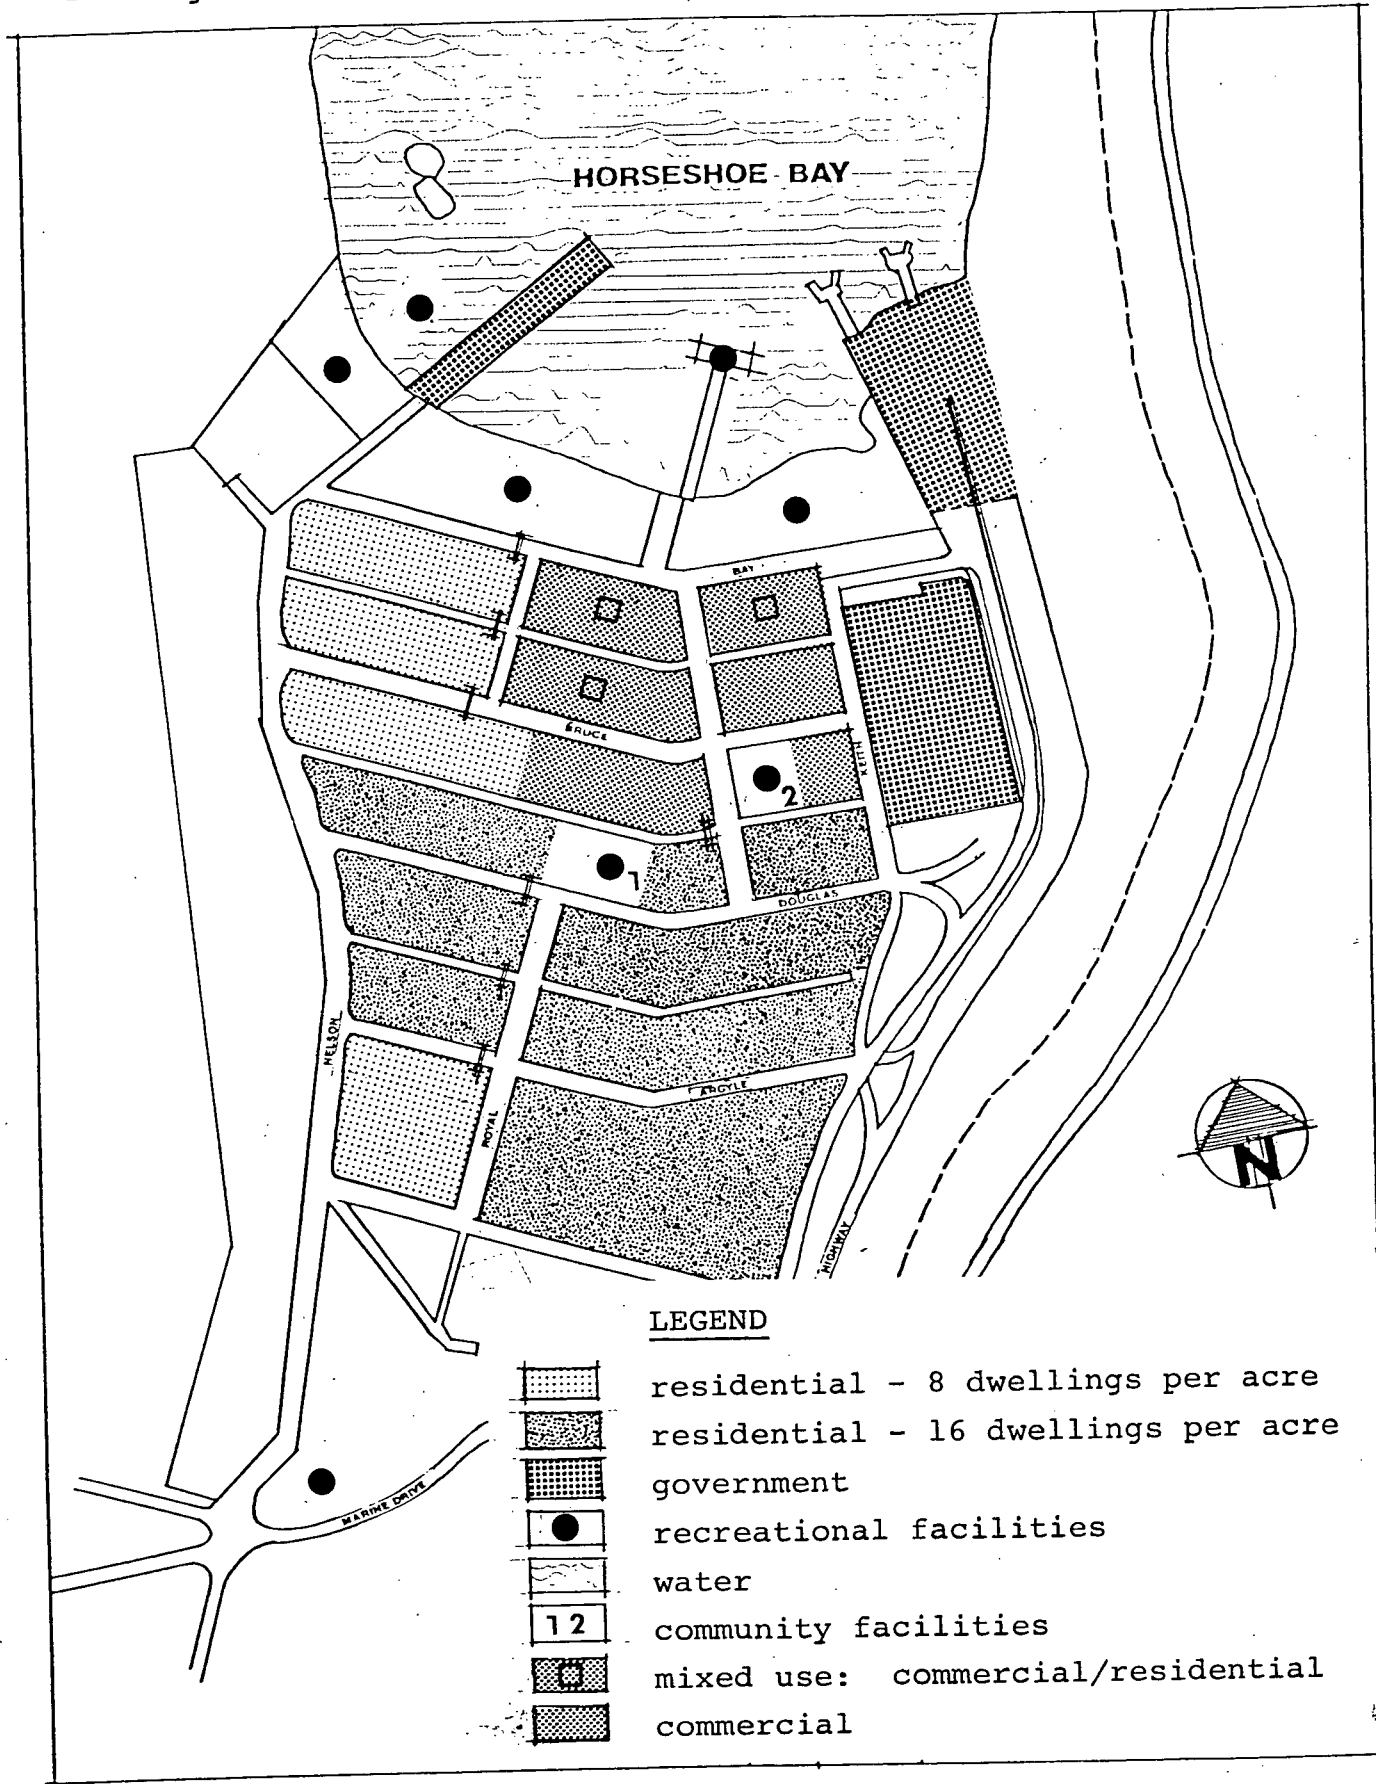 HORSESHOE BAY
BAY
BRUCE
KEITH
2
1
DOUGLAS
NELSON
ARGYLE
ROYAL
N
HIGHWAY
LEGEND
residential - 8 dwellings per acre
residential - 16 dwellings per acre
government
recreational facilities
MARINE DRIVE
water
1 2 community facilities
mixed use: commercial/residential
commercial